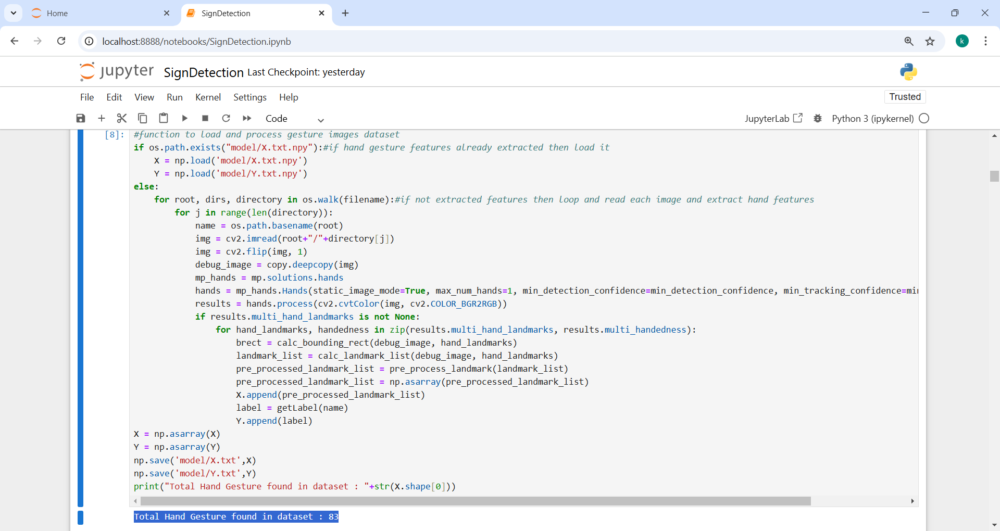 Home
SignDetection
localhost:8888/notebooks/SignDetection.ipynb
k
jupyter SignDetection Last Checkpoint: yesterday
File Edit View Run Kernel Settings Help
Trusted
Code
JupyterLab
Python 3 (ipykernel)
[8]: #function to load and process gesture images dataset
if os.path.exists("model/X.txt.npy"):#if hand gesture features already extracted then load it
    X = np.load('model/X.txt.npy')
    Y = np.load('model/Y.txt.npy')
else:
    for root, dirs, directory in os.walk(filename):#if not extracted features then loop and read each image and extract hand features
        for j in range(len(directory)):
            name = os.path.basename(root)
            img = cv2.imread(root+"/"+directory[j])
            img = cv2.flip(img, 1)
            debug_image = copy.deepcopy(img)
            mp_hands = mp.solutions.hands
            hands = mp_hands.Hands(static_image_mode=True, max_num_hands=1, min_detection_confidence=min_detection_confidence, min_tracking_confidence=min
            results = hands.process(cv2.cvtColor(img, cv2.COLOR_BGR2RGB))
            if results.multi_hand_landmarks is not None:
                for hand_landmarks, handedness in zip(results.multi_hand_landmarks, results.multi_handedness):
                    brect = calc_bounding_rect(debug_image, hand_landmarks)
                    landmark_list = calc_landmark_list(debug_image, hand_landmarks)
                    pre_processed_landmark_list = pre_process_landmark(landmark_list)
                    pre_processed_landmark_list = np.asarray(pre_processed_landmark_list)
                    X.append(pre_processed_landmark_list)
                    label = getLabel(name)
                    Y.append(label)
X = np.asarray(X)
Y = np.asarray(Y)
np.save('model/X.txt',X)
np.save('model/Y.txt',Y)
print("Total Hand Gesture found in dataset : "+str(X.shape[0]))
Total Hand Gesture found in dataset : 83